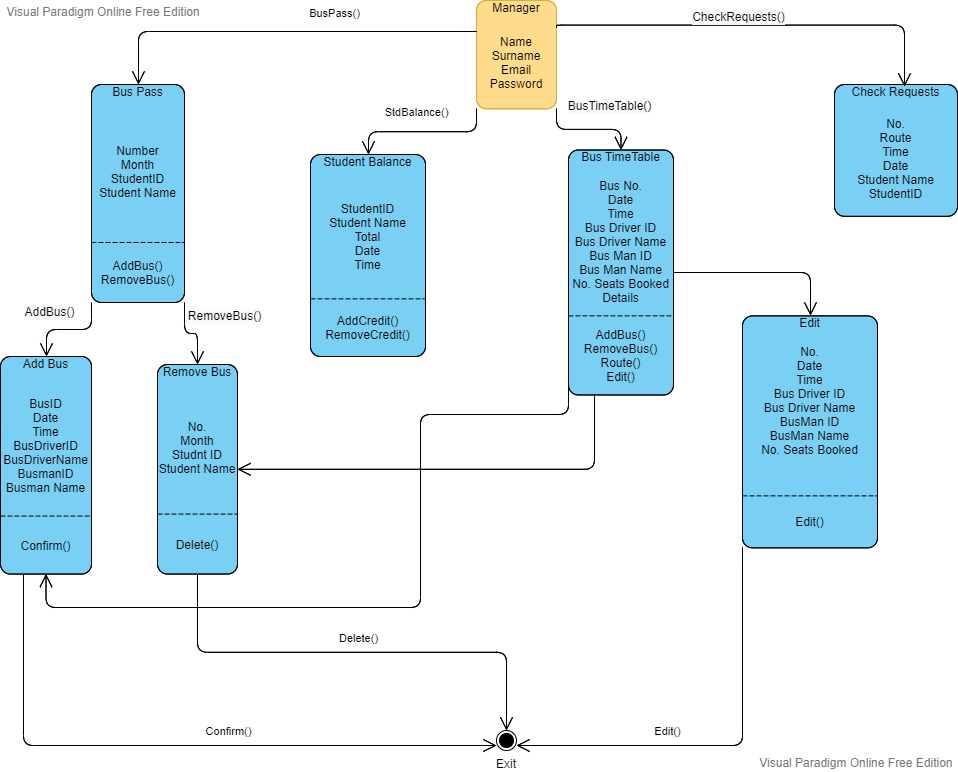 Visual Paradigm Online Free Edition
Manager
Name
Surname
Email
Password
BusPass()
CheckRequests()
StdBalance()
BusTimeTable()
Bus Pass
Number
Month
StudentID
Student Name
AddBus()
RemoveBus()
Student Balance
StudentID
Student Name
Total
Date
Time
AddCredit()
RemoveCredit()
Bus TimeTable
Bus No.
Date
Time
Bus Driver ID
Bus Driver Name
Bus Man ID
Bus Man Name
No. Seats Booked
Details
AddBus()
RemoveBus()
Route()
Edit()
Check Requests
No.
Route
Time
Date
Student Name
StudentID
AddBus()
RemoveBus()
Add Bus
BusID
Date
Time
BusDriverID
BusDriverName
BusmanID
Busman Name
Confirm()
Remove Bus
No.
Month
Studnt ID
Student Name
Delete()
Edit
No.
Date
Time
Bus Driver ID
Bus Driver Name
BusMan ID
BusMan Name
No. Seats Booked
Edit()
Delete()
Confirm()
Edit()
Exit
Visual Paradigm Online Free Edition